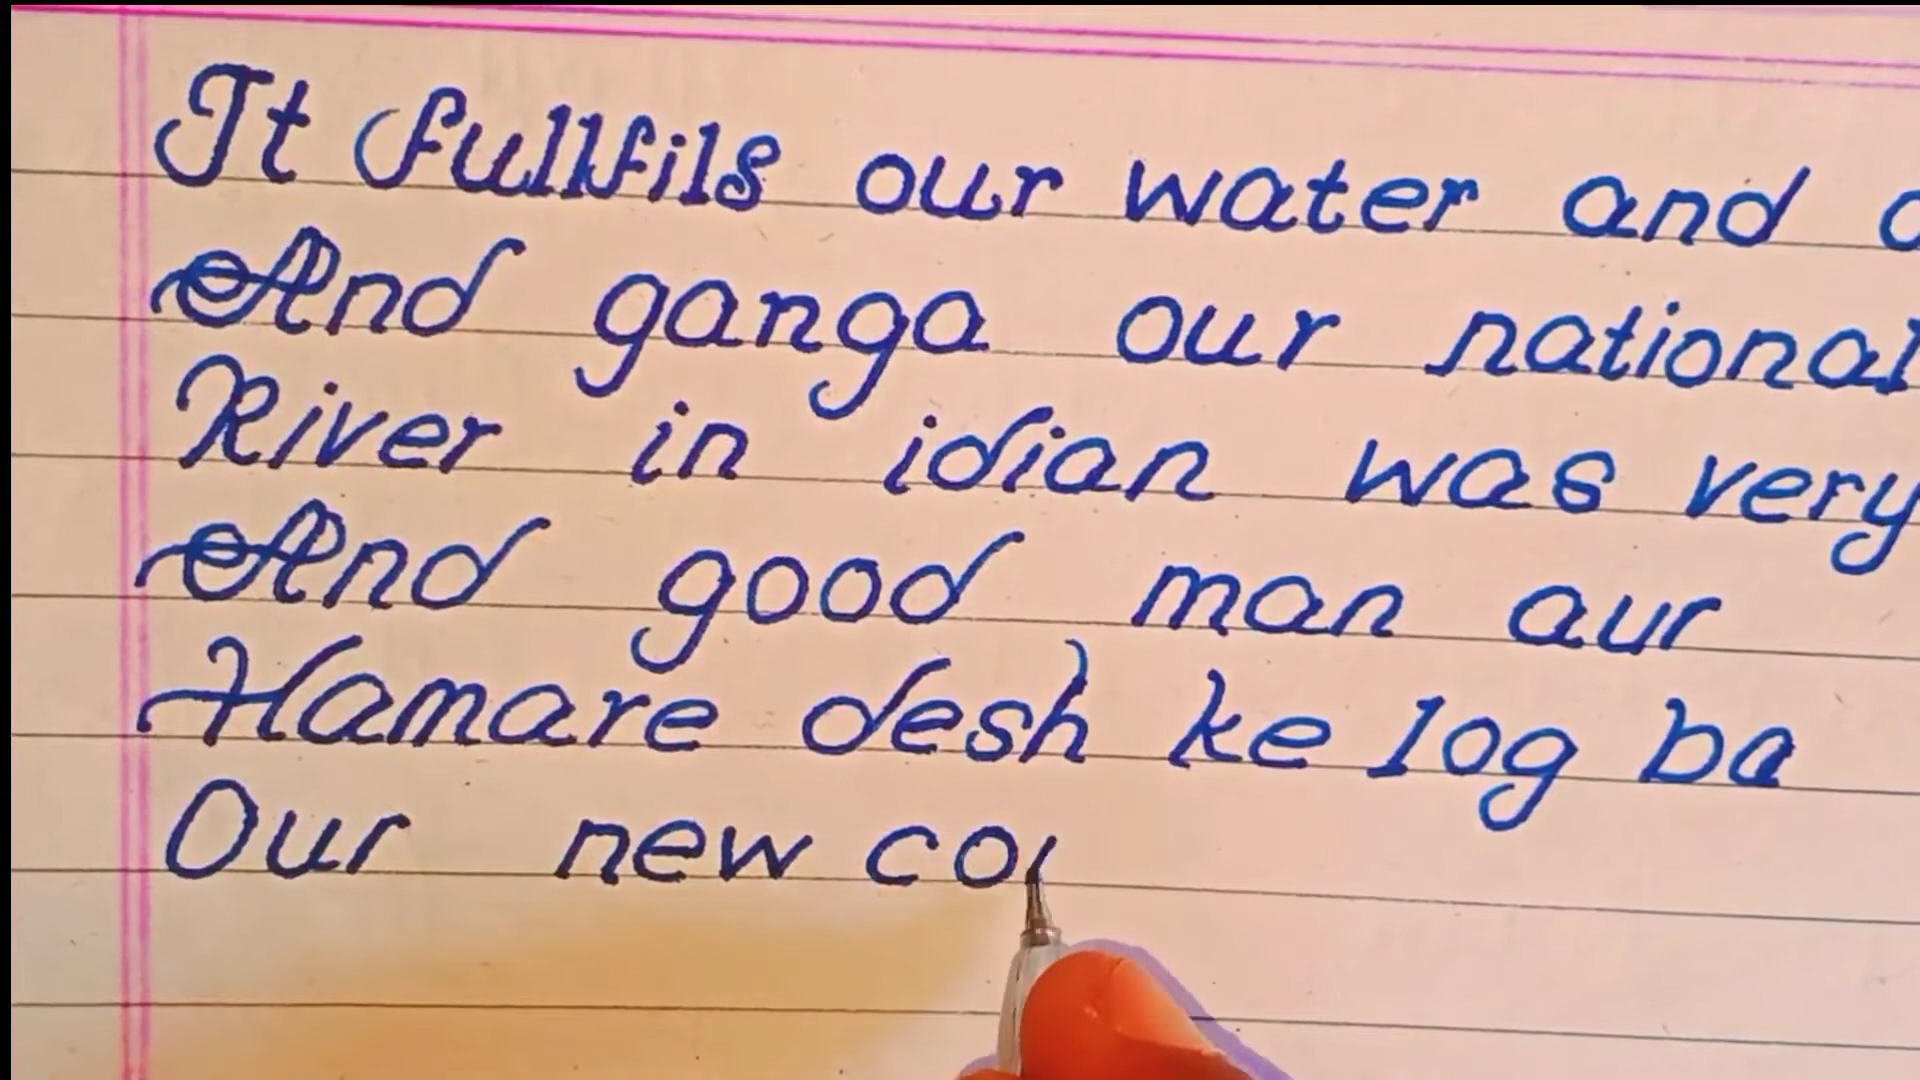 It fullfils our water and
And ganga our national
River in idian was very
And good man aur
Hamare desh ke log ba
Our new co